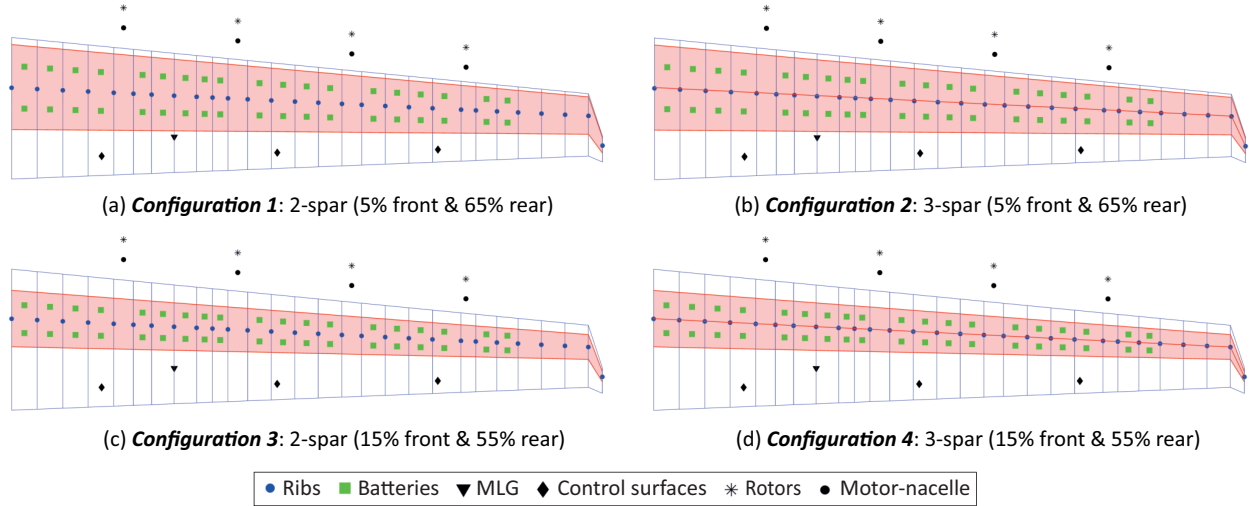 (a) Configuration 1: 2-spar (5% front & 65% rear)
(b) Configuration 2: 3-spar (5% front & 65% rear)
(c) Configuration 3: 2-spar (15% front & 55% rear)
(d) Configuration 4: 3-spar (15% front & 55% rear)
Ribs Batteries MLG Control surfaces Rotors Motor-nacelle